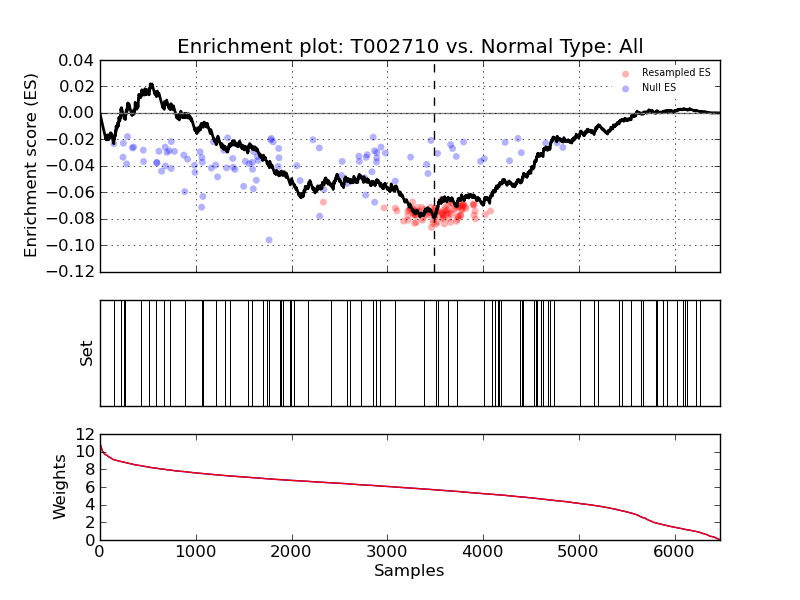 Enrichment plot: T002710 vs. Normal Type: All
Enrichment score (ES)
0.04
0.02
0.00
−0.02
−0.04
−0.06
−0.08
−0.10
−0.12
Resampled ES
Null ES
Set
Weights
12
10
8
6
4
2
0
0 1000 2000 3000 4000 5000 6000
Samples